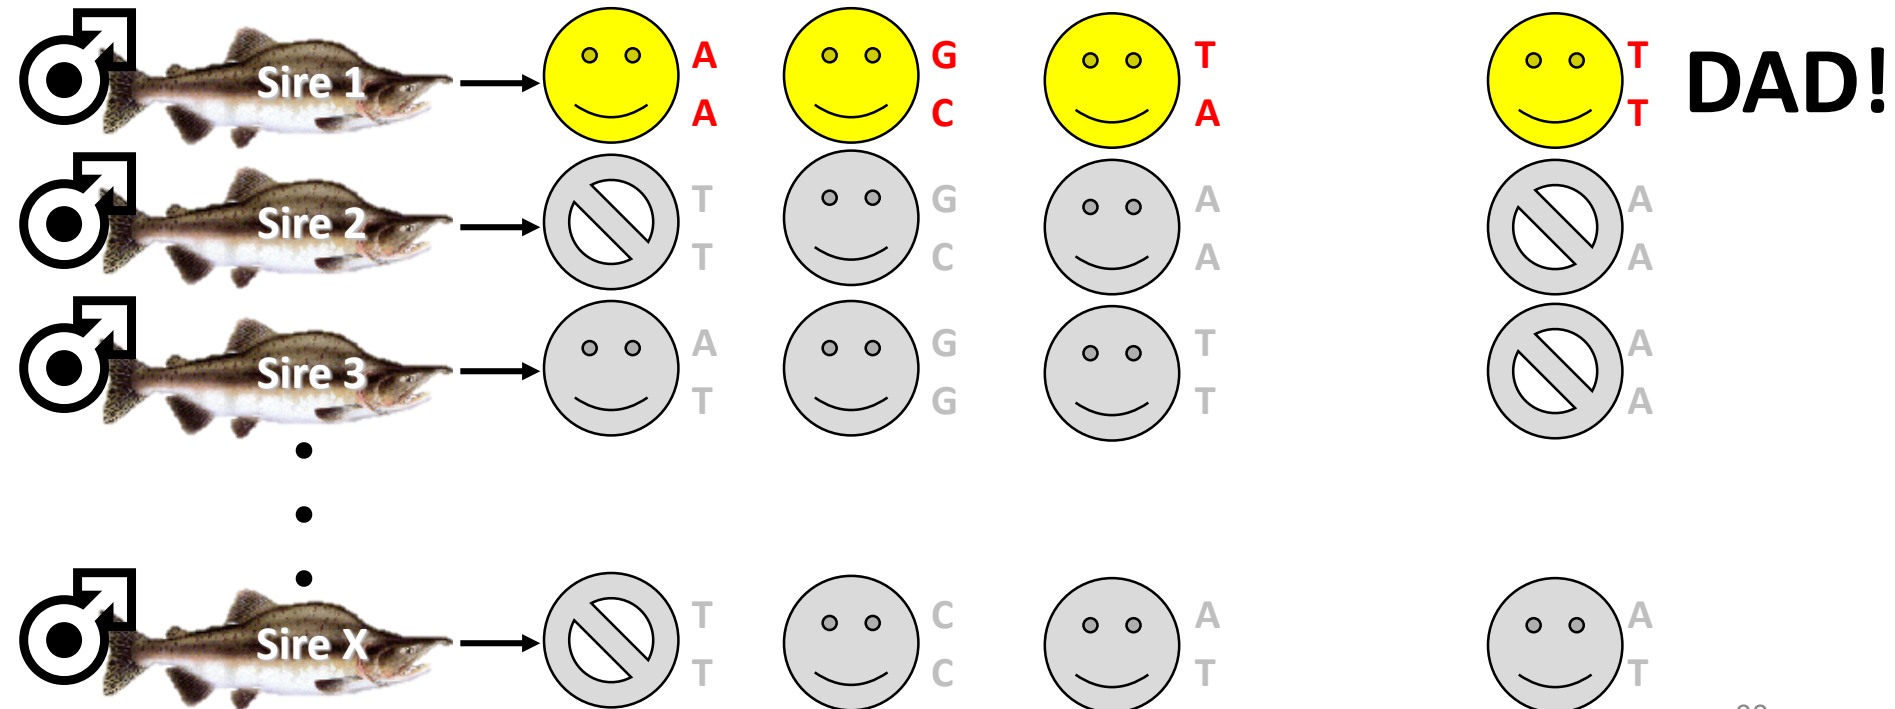 Sire 1 A G T T DAD!
A C A T
Sire 2 T G A A
T C A A
Sire 3 A G T A
T G T A
Sire X T C A A
T C T T